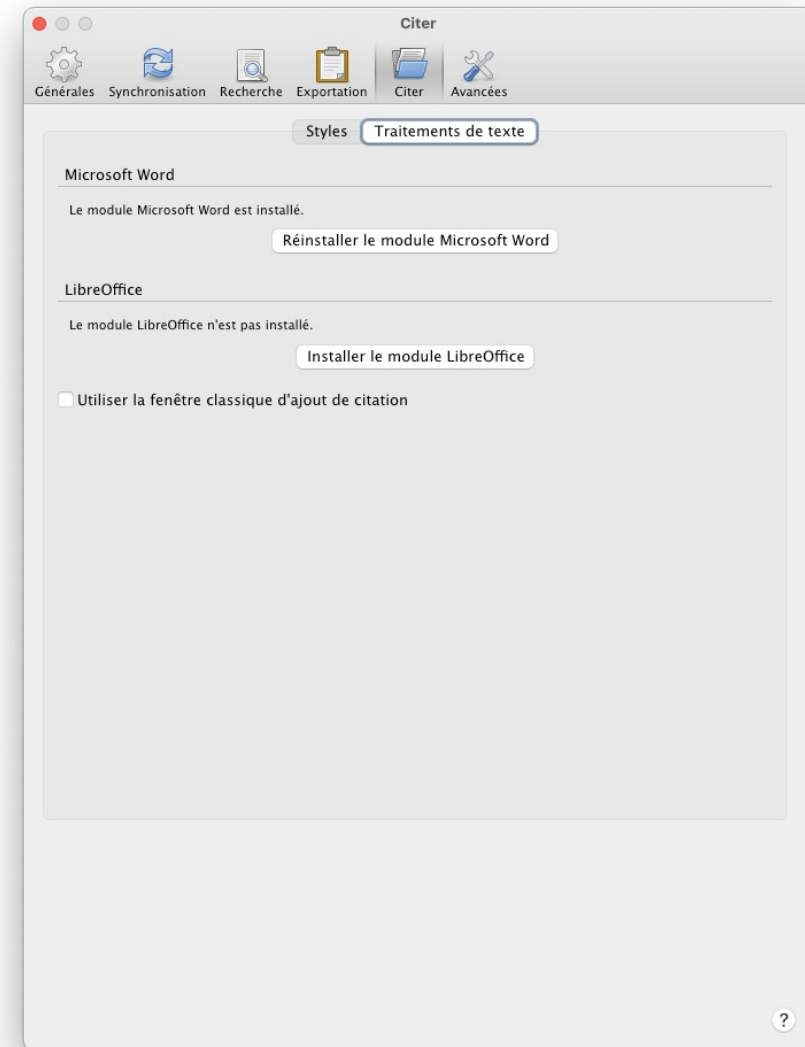 Citer
Générales Synchronisation Recherche Exportation Citer Avancées
Styles Traitements de texte
Microsoft Word
Le module Microsoft Word est installé.
Réinstaller le module Microsoft Word
LibreOffice
Le module LibreOffice n'est pas installé.
Installer le module LibreOffice
Utiliser la fenêtre classique d'ajout de citation
?